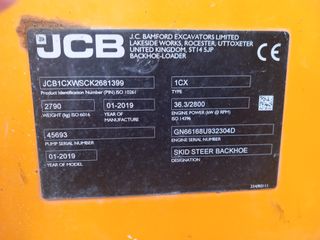 JCB
J.C. BAMFORD EXCAVATORS LIMITED
LAKESIDE WORKS, ROCESTER, UTTOXETER
UNITED KINGDOM, ST14 5JP
BACKHOE-LOADER
CE
JCB1CXWSCK2681399
Product Identification Number (PIN) ISO 10261
1CX
TYPE
2790
WEIGHT (kg) ISO 6016
01-2019
YEAR OF
MANUFACTURE
36.3/2800
ENGINE POWER (kW @ RPM)
ISO 14396
45693
PUMP SERIAL NUMBER
GN66168U932304D
ENGINE SERIAL NUMBER
01-2019
YEAR OF MODEL
SKID STEER BACKHOE